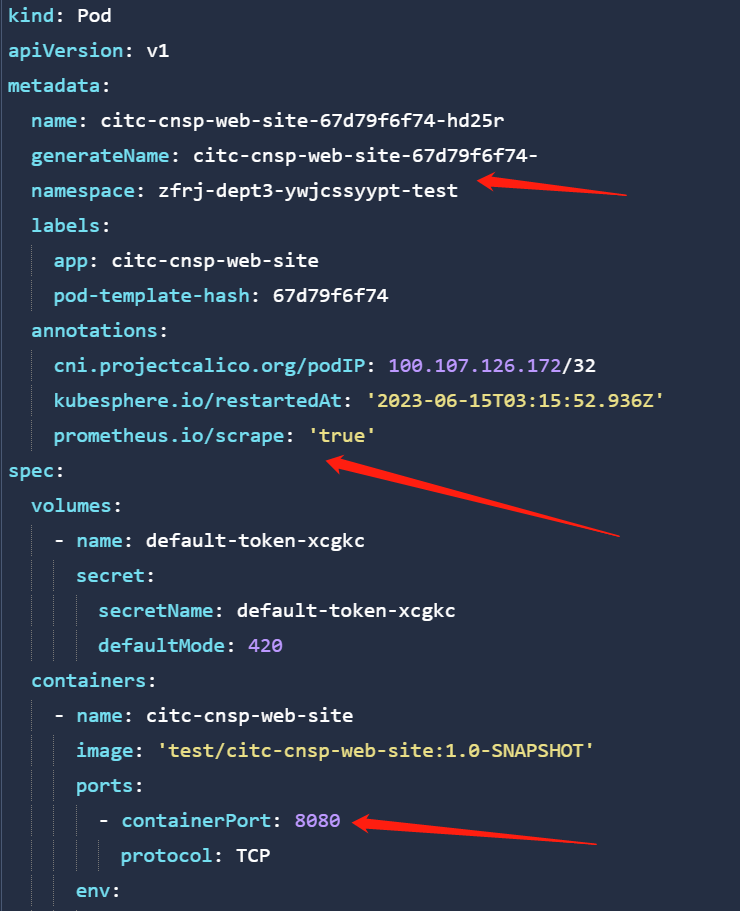 kind: Pod
apiVersion: v1
metadata:
name: citc-cnsp-web-site-67d79f6f74-hd25r
generateName: citc-cnsp-web-site-67d79f6f74-
namespace: zfrj-dept3-ywjcssyypt-test
labels:
app: citc-cnsp-web-site
pod-template-hash: 67d79f6f74
annotations:
cni.projectcalico.org/podIP: 100.107.126.172/32
kubesphere.io/restartedAt: '2023-06-15T03:15:52.936Z'
prometheus.io/scrape: 'true'
spec:
volumes:
- name: default-token-xcgkc
secret:
secretName: default-token-xcgkc
defaultMode: 420
containers:
- name: citc-cnsp-web-site
image: 'test/citc-cnsp-web-site:1.0-SNAPSHOT'
ports:
- containerPort: 8080
protocol: TCP
env: